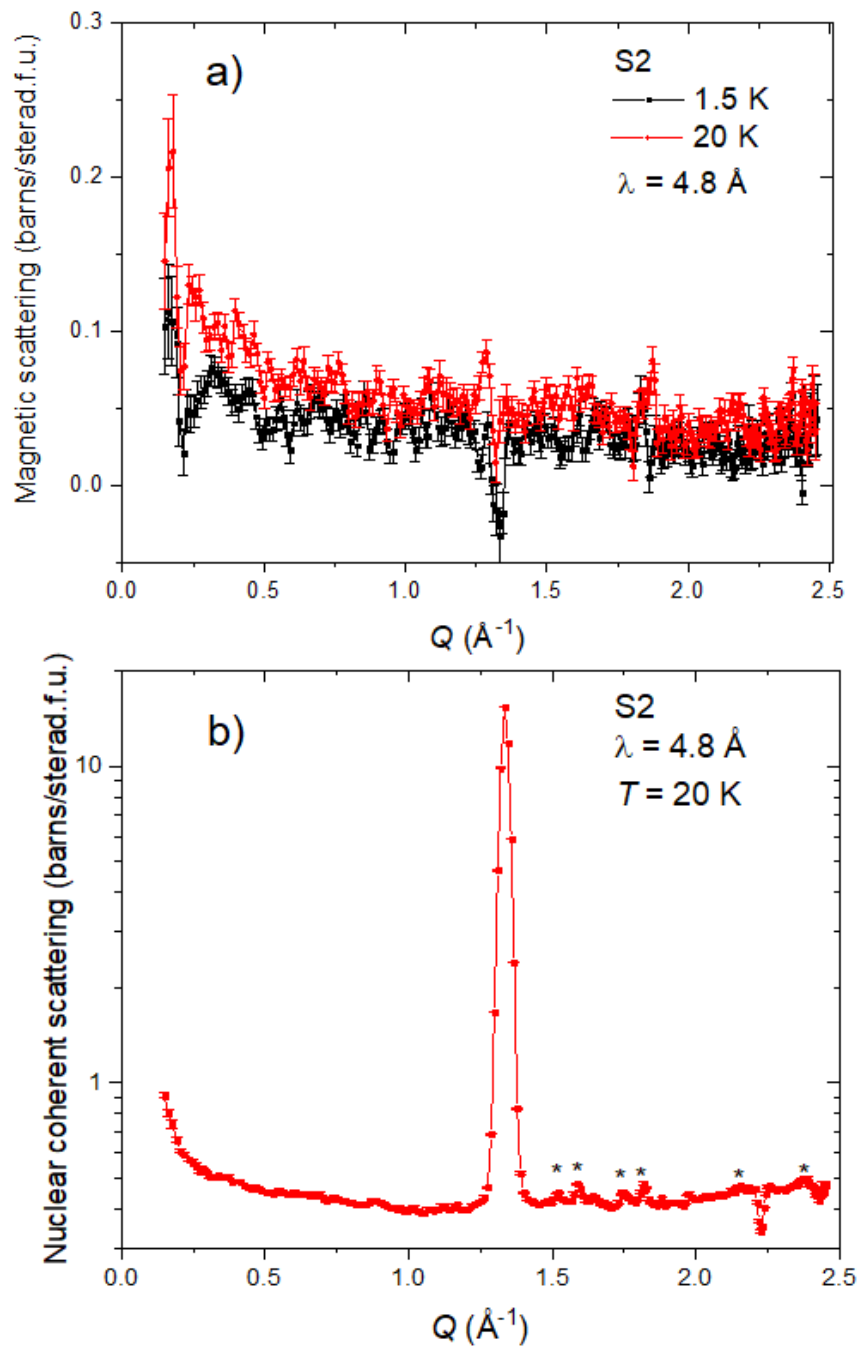 0.3
a)
S2
1.5 K
20 K
λ = 4.8 Å
0.2
0.1
0.0
Magnetic scattering (barns/sterad.f.u.)
0.0 0.5 1.0 1.5 2.0 2.5
Q (Å⁻¹)
b)
S2
λ = 4.8 Å
T = 20 K
10
1
Nuclear coherent scattering (barns/sterad.f.u.)
* * * * * *
0.0 0.5 1.0 1.5 2.0 2.5
Q (Å⁻¹)